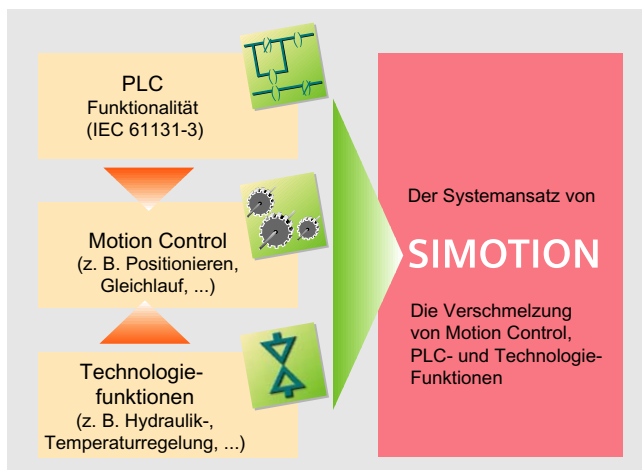 PLC
Funktionalität
(IEC 61131-3)
Motion Control
(z. B. Positionieren,
Gleichlauf, ...)
Technologie-
funktionen
(z. B. Hydraulik-,
Temperaturregelung, ...)
Der Systemansatz von
SIMOTION
Die Verschmelzung
von Motion Control,
PLC- und Technologie-
Funktionen